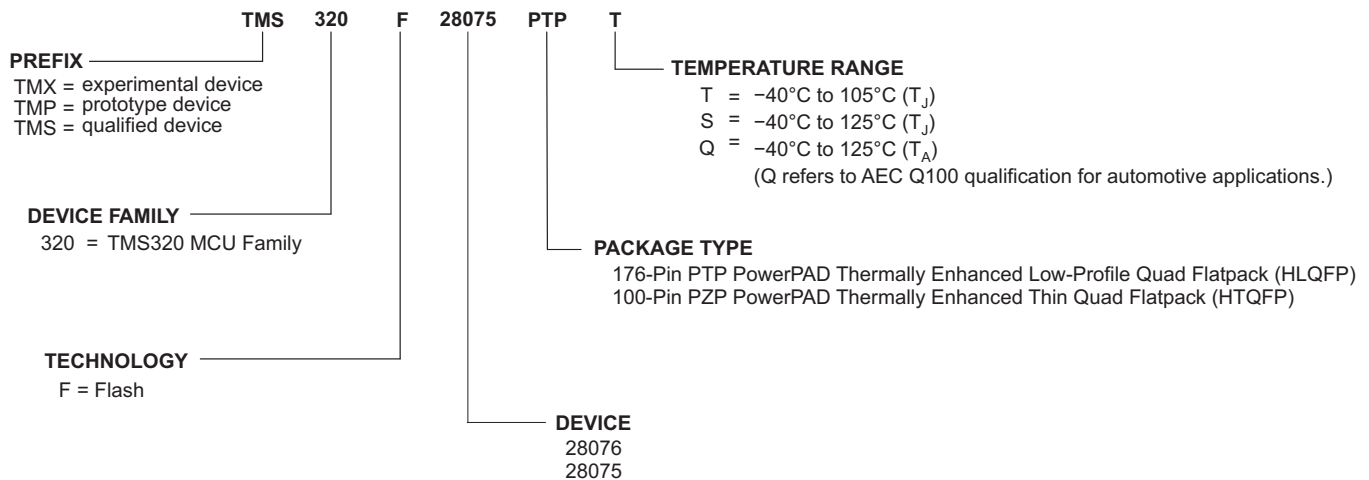 TMS 320 F 28075 PTP T
PREFIX
TMX = experimental device
TMP = prototype device
TMS = qualified device
TEMPERATURE RANGE
T = −40°C to 105°C (TJ)
S = −40°C to 125°C (TJ)
Q = −40°C to 125°C (TA)
(Q refers to AEC Q100 qualification for automotive applications.)
DEVICE FAMILY
320 = TMS320 MCU Family
PACKAGE TYPE
176-Pin PTP PowerPAD Thermally Enhanced Low-Profile Quad Flatpack (HLQFP)
100-Pin PZP PowerPAD Thermally Enhanced Thin Quad Flatpack (HTQFP)
TECHNOLOGY
F = Flash
DEVICE
28076
28075